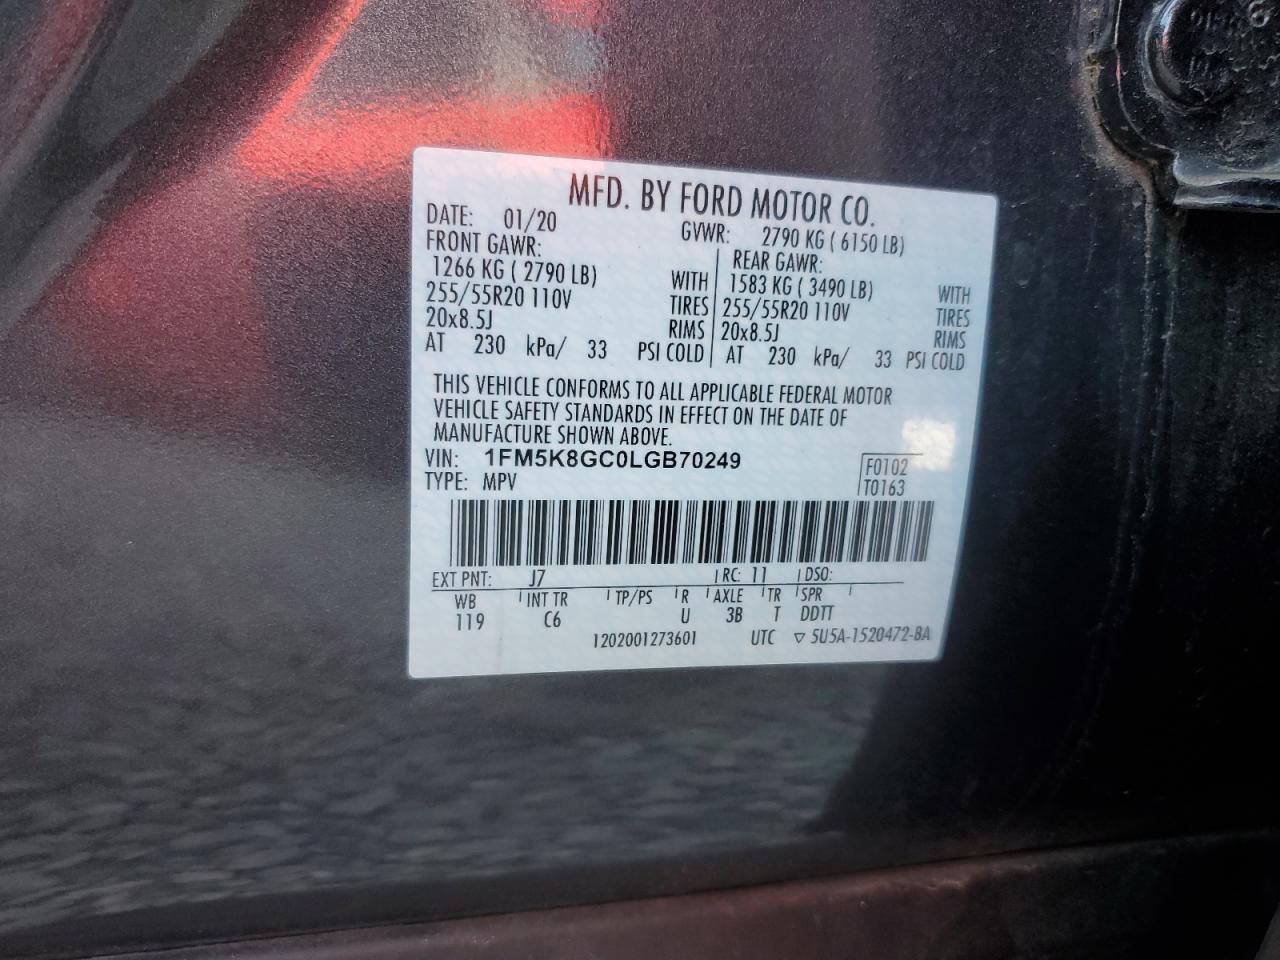 MFD. BY FORD MOTOR CO.
DATE: 01/20 GVWR: 2790 KG ( 6150 LB)
FRONT GAWR: REAR GAWR:
1266 KG ( 2790 LB) WITH 1583 KG ( 3490 LB) WITH
255/55R20 110V TIRES 255/55R20 110V TIRES
20x8.5J RIMS 20x8.5J RIMS
AT 230 kPa/ 33 PSI COLD AT 230 kPa/ 33 PSI COLD
THIS VEHICLE CONFORMS TO ALL APPLICABLE FEDERAL MOTOR
VEHICLE SAFETY STANDARDS IN EFFECT ON THE DATE OF
MANUFACTURE SHOWN ABOVE.
VIN: 1FM5K8GC0LGB70249 F0102
TYPE: MPV T0163
EXT PNT: J7 RC: 11 DSO:
WB INT TR TP/PS R AXLE TR SPR
119 C6 U 3B T DDTT
1202001273601 UTC ▽ 5U5A-1520472-BA